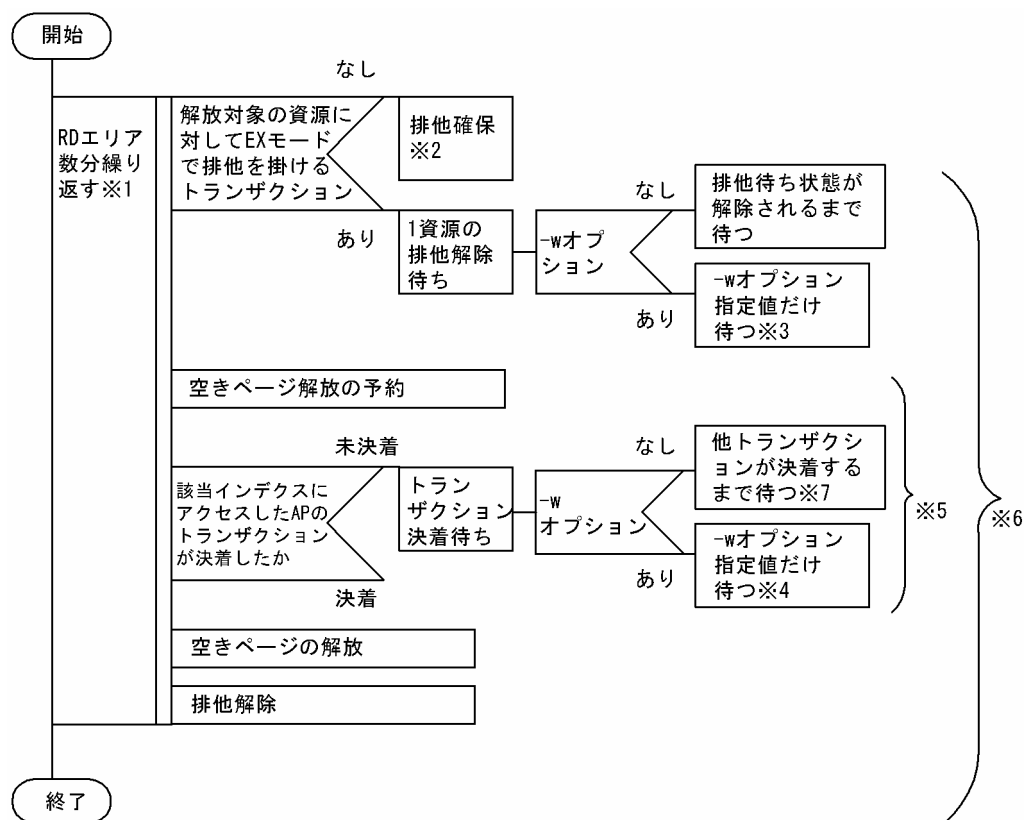 開始
RDエリア
数分繰り
返す※1
解放対象の資源に
対してEXモード
で排他を掛ける
トランザクション
なし
排他確保
※2
あり
1資源の
排他解除
待ち
-wオプ
ション
なし
排他待ち状態が
解除されるまで
待つ
あり
-wオプション
指定値だけ
待つ※3
空きページ解放の予約
該当インデクスに
アクセスしたAPの
トランザクション
が決着したか
未決着
トラン
ザクション
決着待ち
-w
オプション
なし
他トランザクシ
ョンが決着する
まで待つ※7
あり
-wオプション
指定値だけ
待つ※4
決着
※5
※6
空きページの解放
排他解除
終了